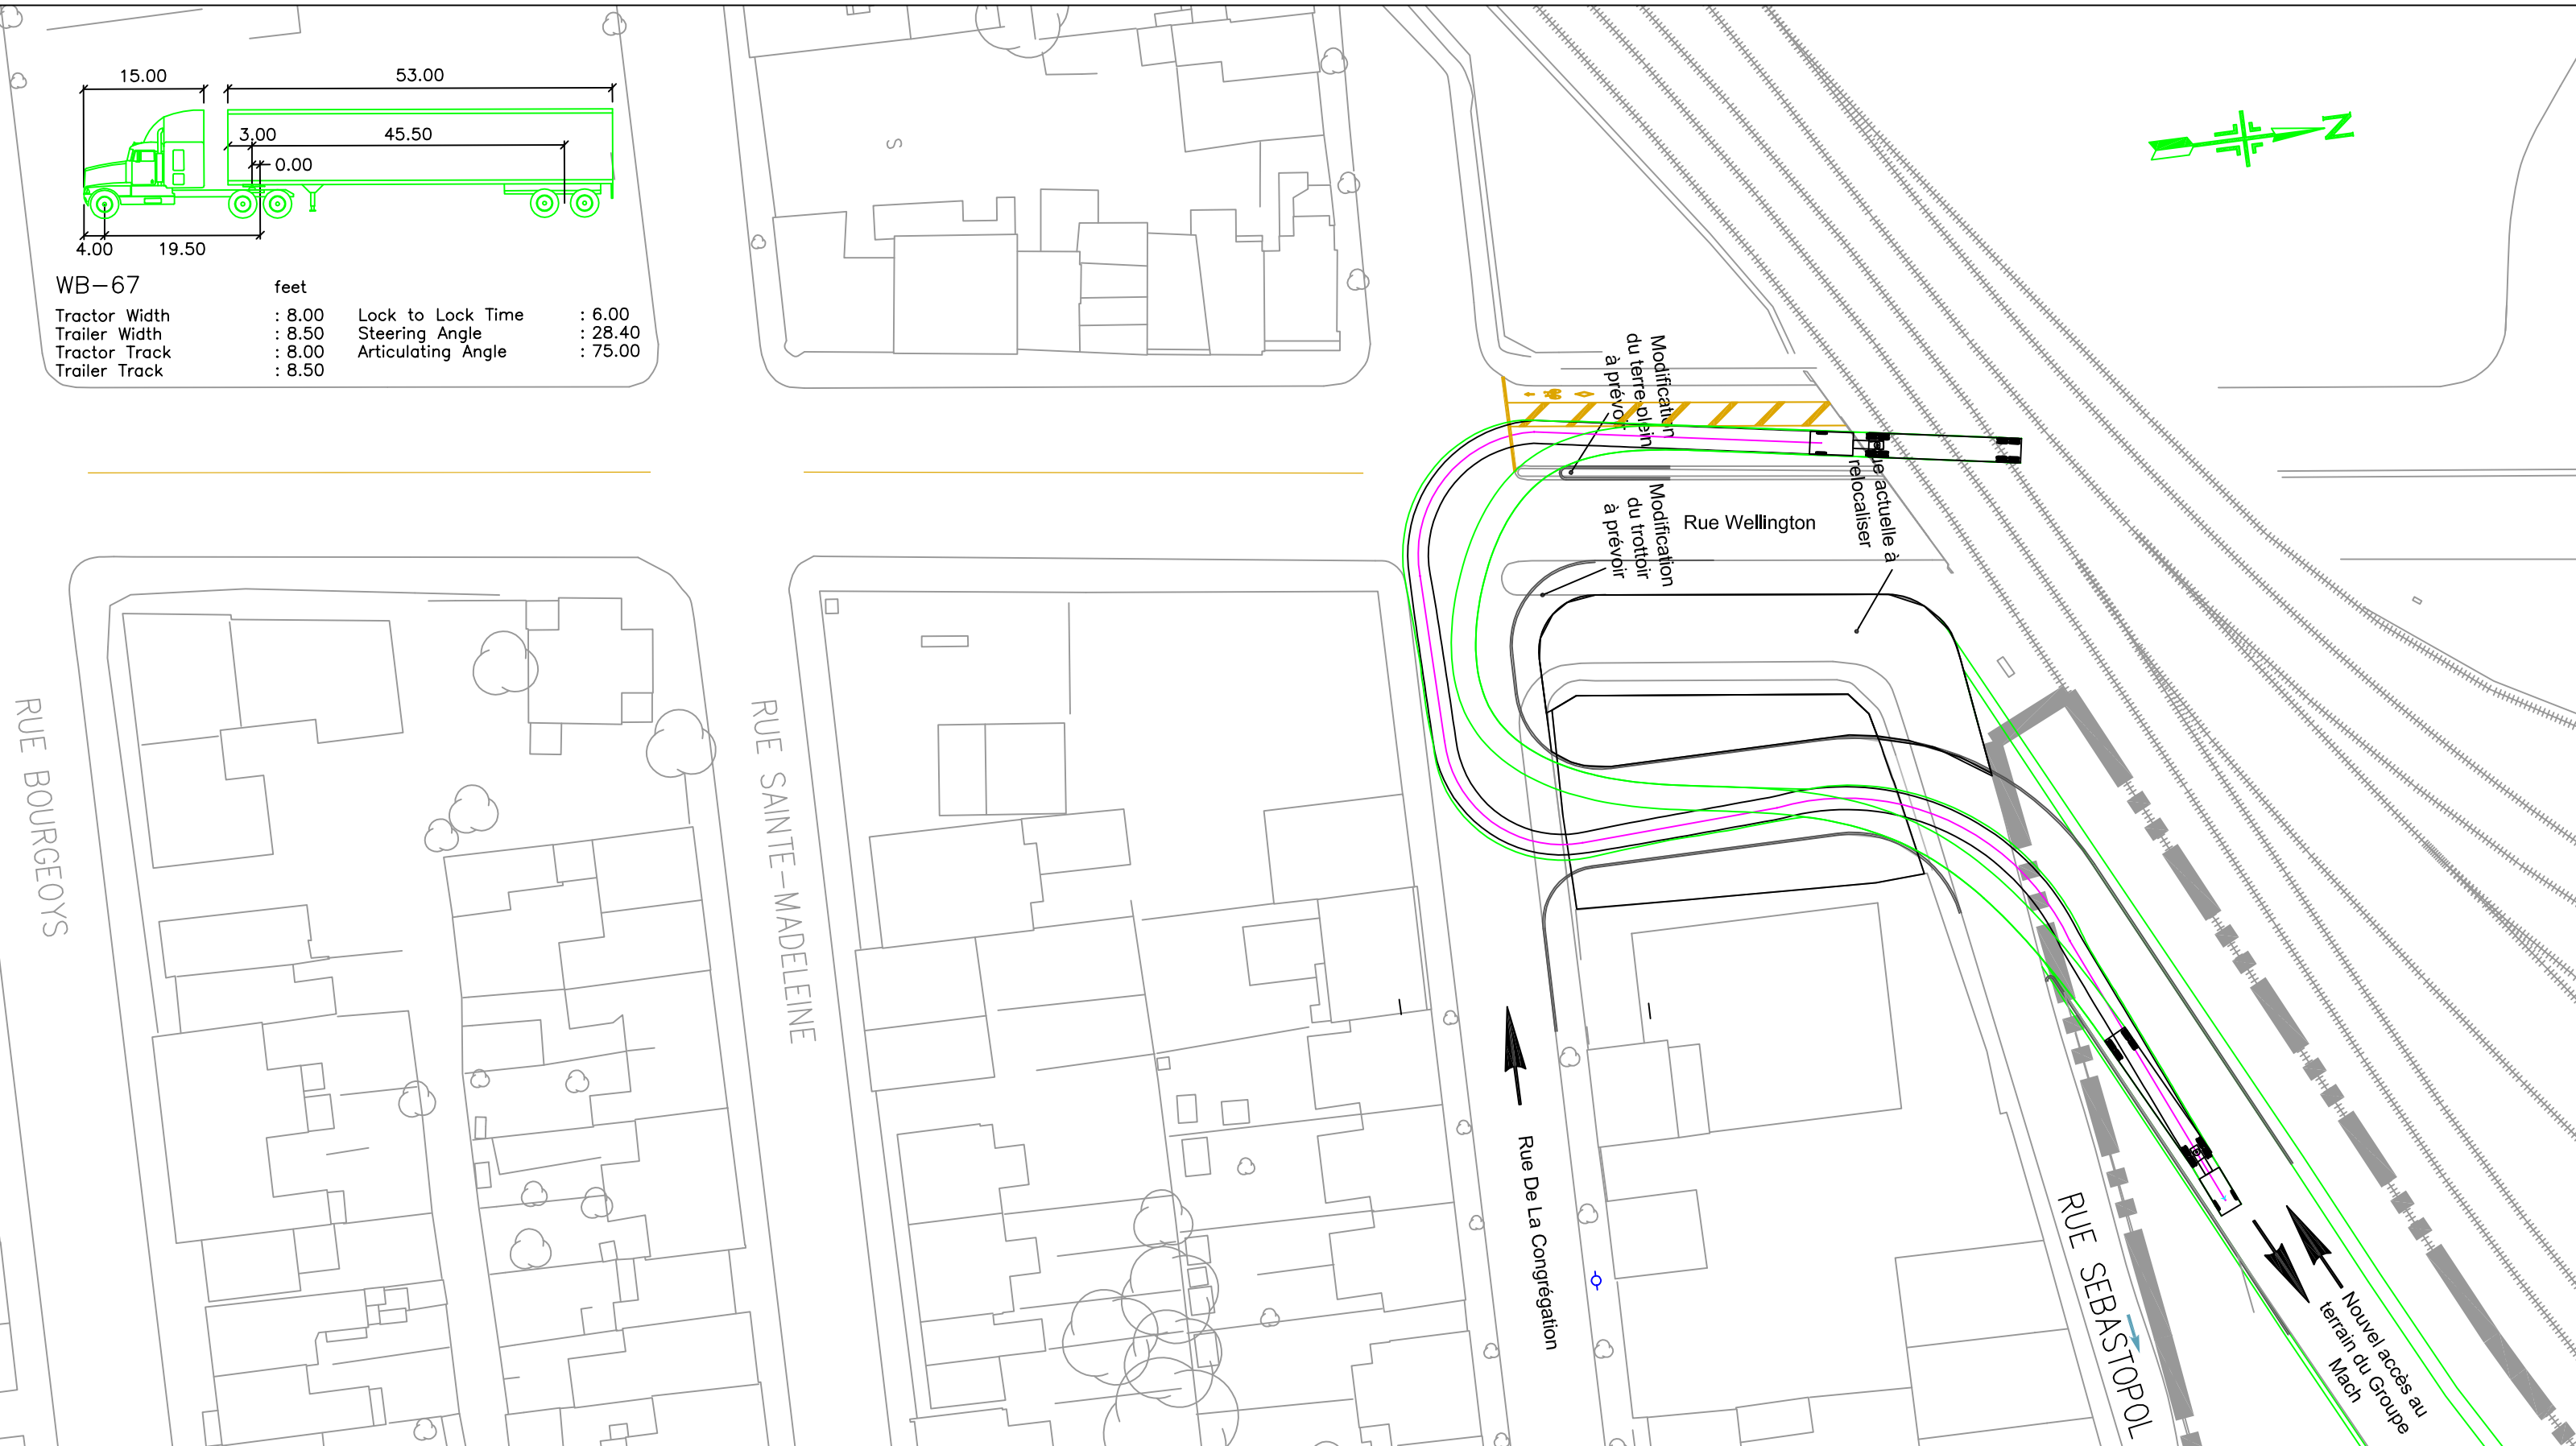 15.00
53.00
3.00
45.50
0.00
4.00
19.50
WB-67
feet
Tractor Width : 8.00 Lock to Lock Time : 6.00
Trailer Width : 8.50 Steering Angle : 28.40
Tractor Track : 8.00 Articulating Angle : 75.00
Trailer Track : 8.50
S
N
Modification
du terre-plein
à prévoir
Modification
du trottoir
à prévoir
Rue Wellington
Rue actuelle à
relocaliser
RUE BOURGEOYS
RUE SAINTE-MADELEINE
Rue De La Congrégation
RUE SEBASTOPOL
Nouvel accès au
terrain du Groupe
Mach